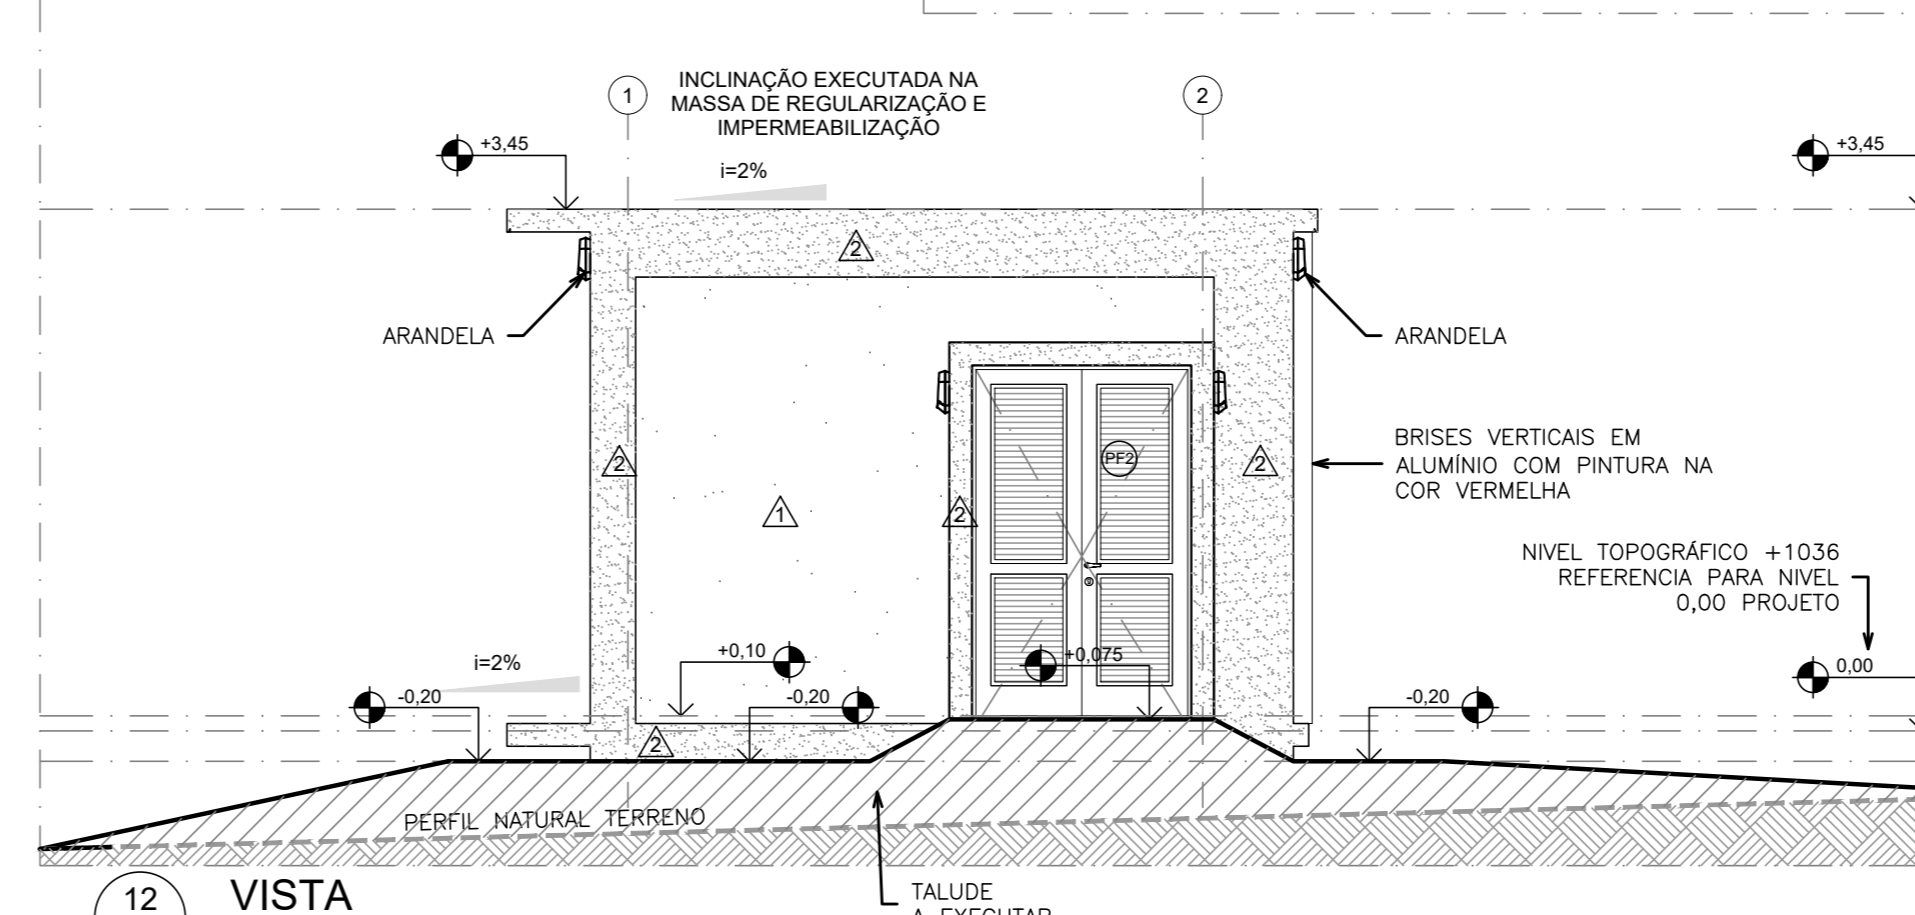 1
INCLINAÇÃO EXECUTADA NA
MASSA DE REGULARIZAÇÃO E
IMPERMEABILIZAÇÃO
2
+3,45
+3,45
i=2%
2
ARANDELA
ARANDELA
BRISES VERTICAIS EM
ALUMÍNIO COM PINTURA NA
COR VERMELHA
PF2
2
2
1
2
NIVEL TOPOGRÁFICO +1036
REFERENCIA PARA NIVEL
0,00 PROJETO
+0,10
+0,075
i=2%
0,00
-0,20
-0,20
-0,20
2
PERFIL NATURAL TERRENO
12
VISTA
TALUDE
A EXECUTAR